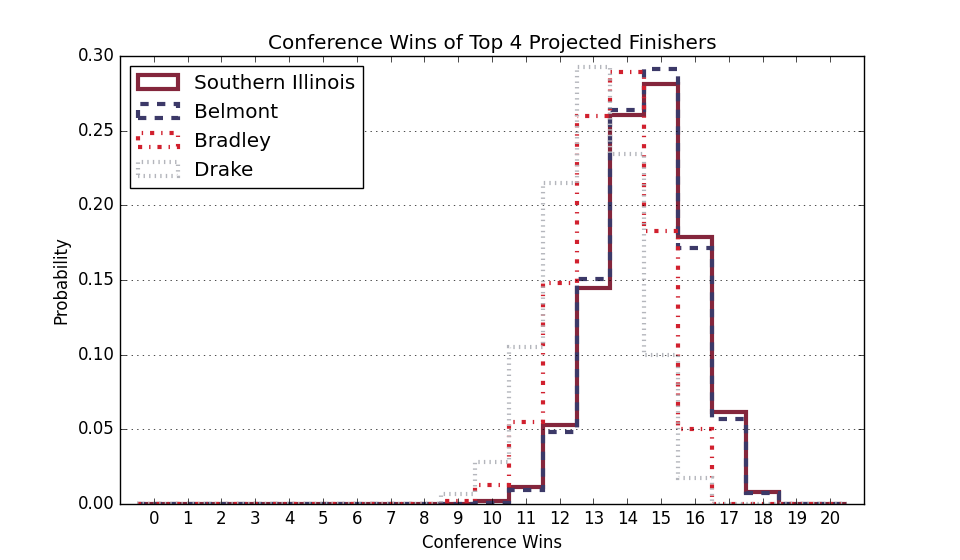 Conference Wins of Top 4 Projected Finishers
0.30
0.25
0.20
0.15
0.10
0.05
0.00
Probability
Southern Illinois
Belmont
Bradley
Drake
0 1 2 3 4 5 6 7 8 9 10 11 12 13 14 15 16 17 18 19 20
Conference Wins